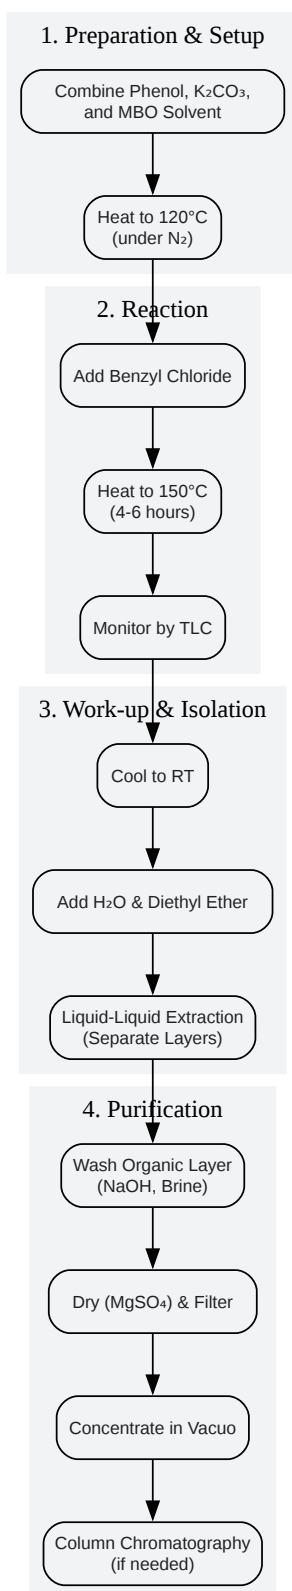 1. Preparation & Setup
Combine Phenol, K₂CO₃,
and MBO Solvent
Heat to 120°C
(under N₂)
2. Reaction
Add Benzyl Chloride
Heat to 150°C
(4-6 hours)
Monitor by TLC
3. Work-up & Isolation
Cool to RT
Add H₂O & Diethyl Ether
Liquid-Liquid Extraction
(Separate Layers)
4. Purification
Wash Organic Layer
(NaOH, Brine)
Dry (MgSO₄) & Filter
Concentrate in Vacuo
Column Chromatography
(if needed)